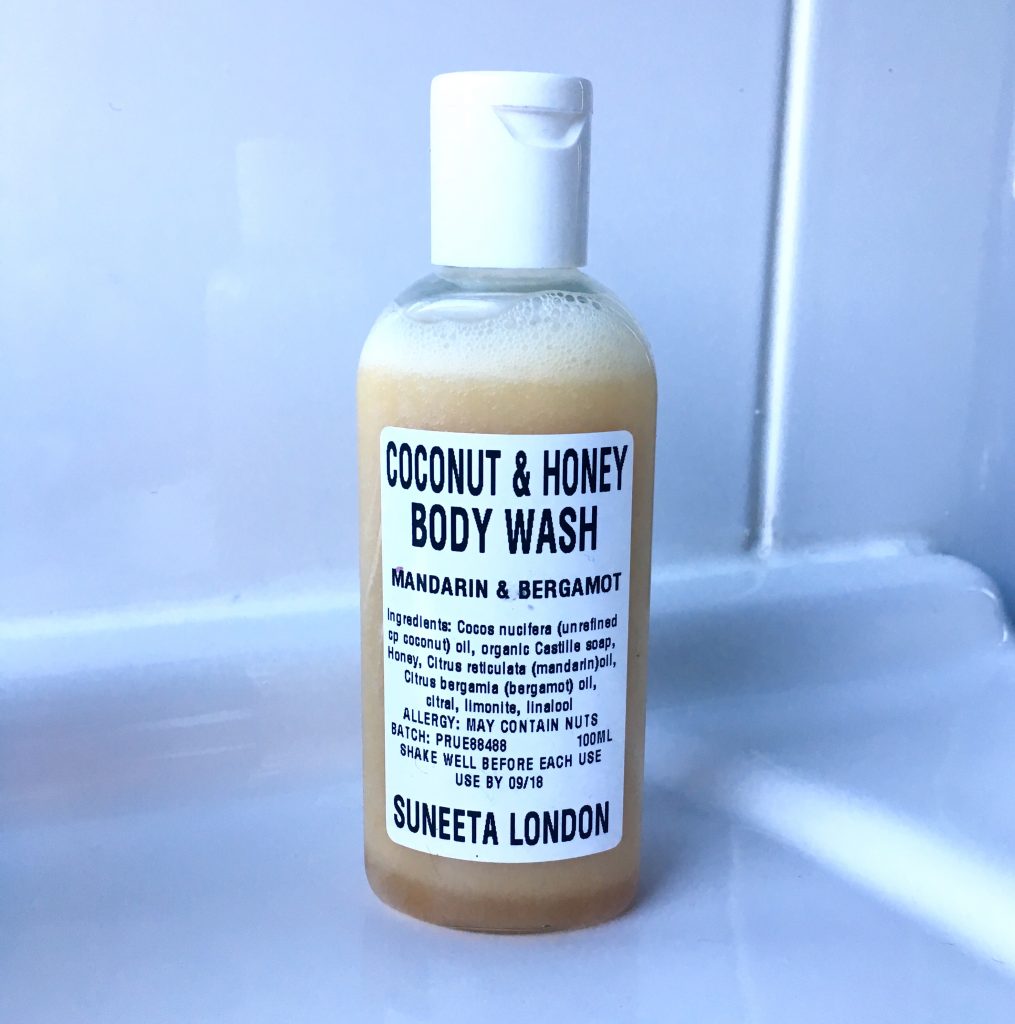 COCONUT & HONEY
BODY WASH
MANDARIN & BERGAMOT
Ingredients: Cocos nucifera (unrefined
cp coconut) oil, organic Castille soap,
Honey, Citrus reticulata (mandarin)oil,
Citrus bergamia (bergamot) oil,
citral, limonite, linalool
ALLERGY: MAY CONTAIN NUTS
BATCH: PRUE88488 100ML
SHAKE WELL BEFORE EACH USE
USE BY 09/18
SUNEETA LONDON